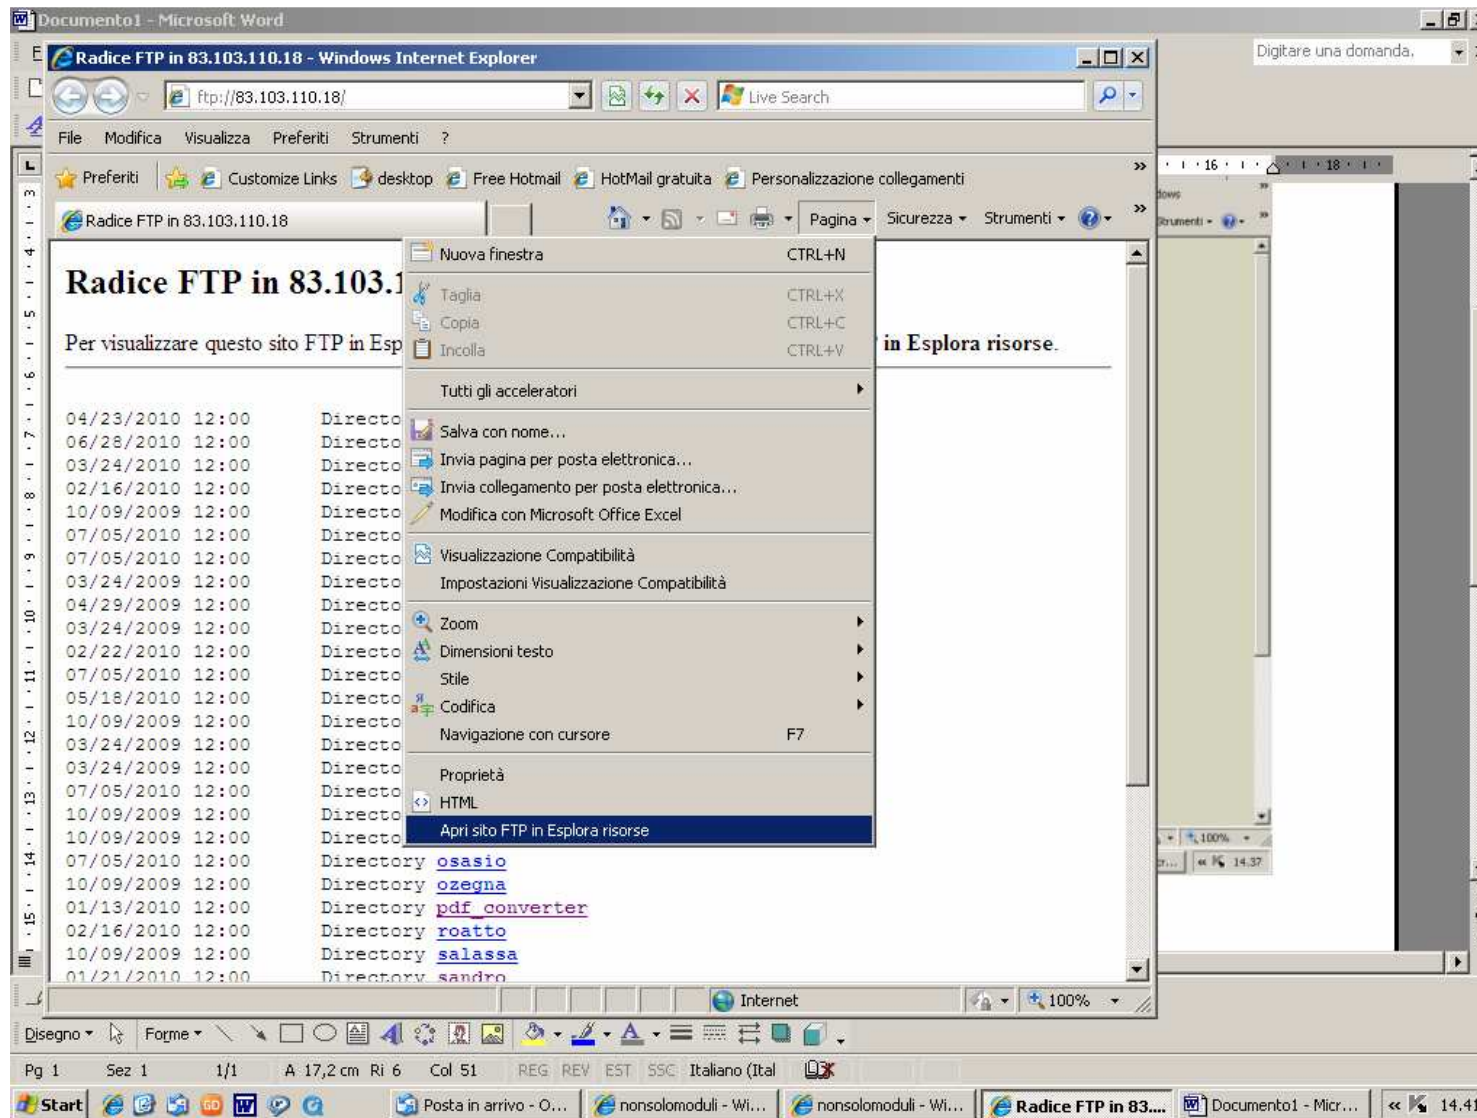 Documento1 - Microsoft Word
Digitare una domanda.
Radice FTP in 83.103.110.18 - Windows Internet Explorer
ftp://83.103.110.18/
Live Search
File Modifica Visualizza Preferiti Strumenti ?
Preferiti Customize Links desktop Free Hotmail HotMail gratuita Personalizzazione collegamenti
Radice FTP in 83.103.110.18
Pagina Sicurezza Strumenti
16 18
Strumenti
Radice FTP in 83.103.1
Per visualizzare questo sito FTP in Esp
in Esplora risorse.
Nuova finestra CTRL+N
Taglia CTRL+X
Copia CTRL+C
Incolla CTRL+V
Tutti gli acceleratori
Salva con nome...
Invia pagina per posta elettronica...
Invia collegamento per posta elettronica...
Modifica con Microsoft Office Excel
Visualizzazione Compatibilità
Impostazioni Visualizzazione Compatibilità
Zoom
Dimensioni testo
Stile
Codifica
Navigazione con cursore F7
Proprietà
HTML
Apri sito FTP in Esplora risorse
04/23/2010 12:00 Directo
06/28/2010 12:00 Directo
03/24/2010 12:00 Directo
02/16/2010 12:00 Directo
10/09/2009 12:00 Directo
07/05/2010 12:00 Directo
07/05/2010 12:00 Directo
03/24/2009 12:00 Directo
04/29/2009 12:00 Directo
03/24/2009 12:00 Directo
02/22/2010 12:00 Directo
07/05/2010 12:00 Directo
05/18/2010 12:00 Directo
10/09/2009 12:00 Directo
03/24/2009 12:00 Directo
03/24/2009 12:00 Directo
07/05/2010 12:00 Directo
10/09/2009 12:00 Directo
10/09/2009 12:00 Directo
07/05/2010 12:00 Directory osasio
10/09/2009 12:00 Directory ozegna
01/13/2010 12:00 Directory pdf_converter
02/16/2010 12:00 Directory roatto
10/09/2009 12:00 Directory salassa
01/21/2010 12:00 Directory sandro
100%
14.37
Internet 100%
Disegno Forme
Pg 1 Sez 1 1/1 A 17,2 cm Ri 6 Col 51 REG REV EST SSC Italiano (Ital
Start Posta in arrivo - O... nonsolomoduli - Wi... nonsolomoduli - Wi... Radice FTP in 83.... Documento1 - Micr... 14.41